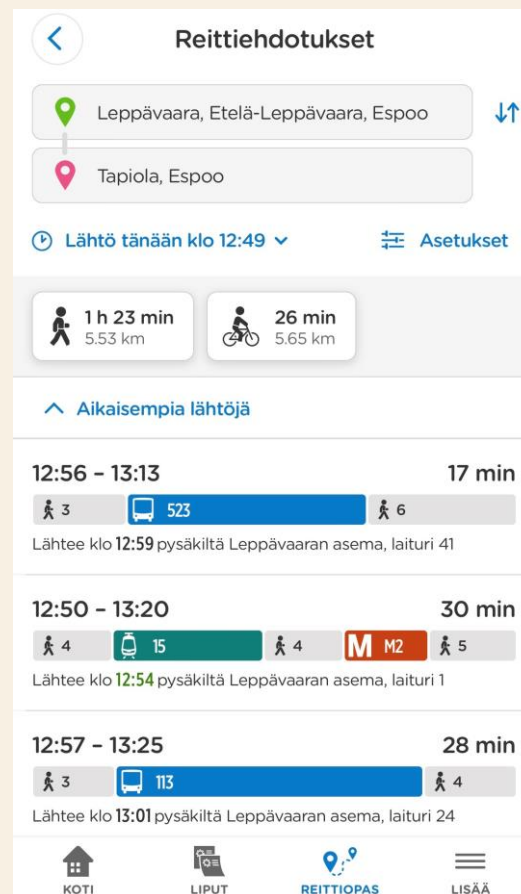 Reittiehdotukset
Leppävaara, Etelä-Leppävaara, Espoo
Tapiola, Espoo
Lähtö tänään klo 12:49 Asetukset
1 h 23 min 26 min
5.53 km 5.65 km
Aikaisempia lähtöjä
12:56 – 13:13 17 min
3 523 6
Lähtee klo 12:59 pysäkiltä Leppävaaran asema, laituri 41
12:50 – 13:20 30 min
4 15 4 M M2 5
Lähtee klo 12:54 pysäkiltä Leppävaaran asema, laituri 1
12:57 – 13:25 28 min
3 113 4
Lähtee klo 13:01 pysäkiltä Leppävaaran asema, laituri 24
KOTI LIPUT REITTIOPAS LISÄÄ